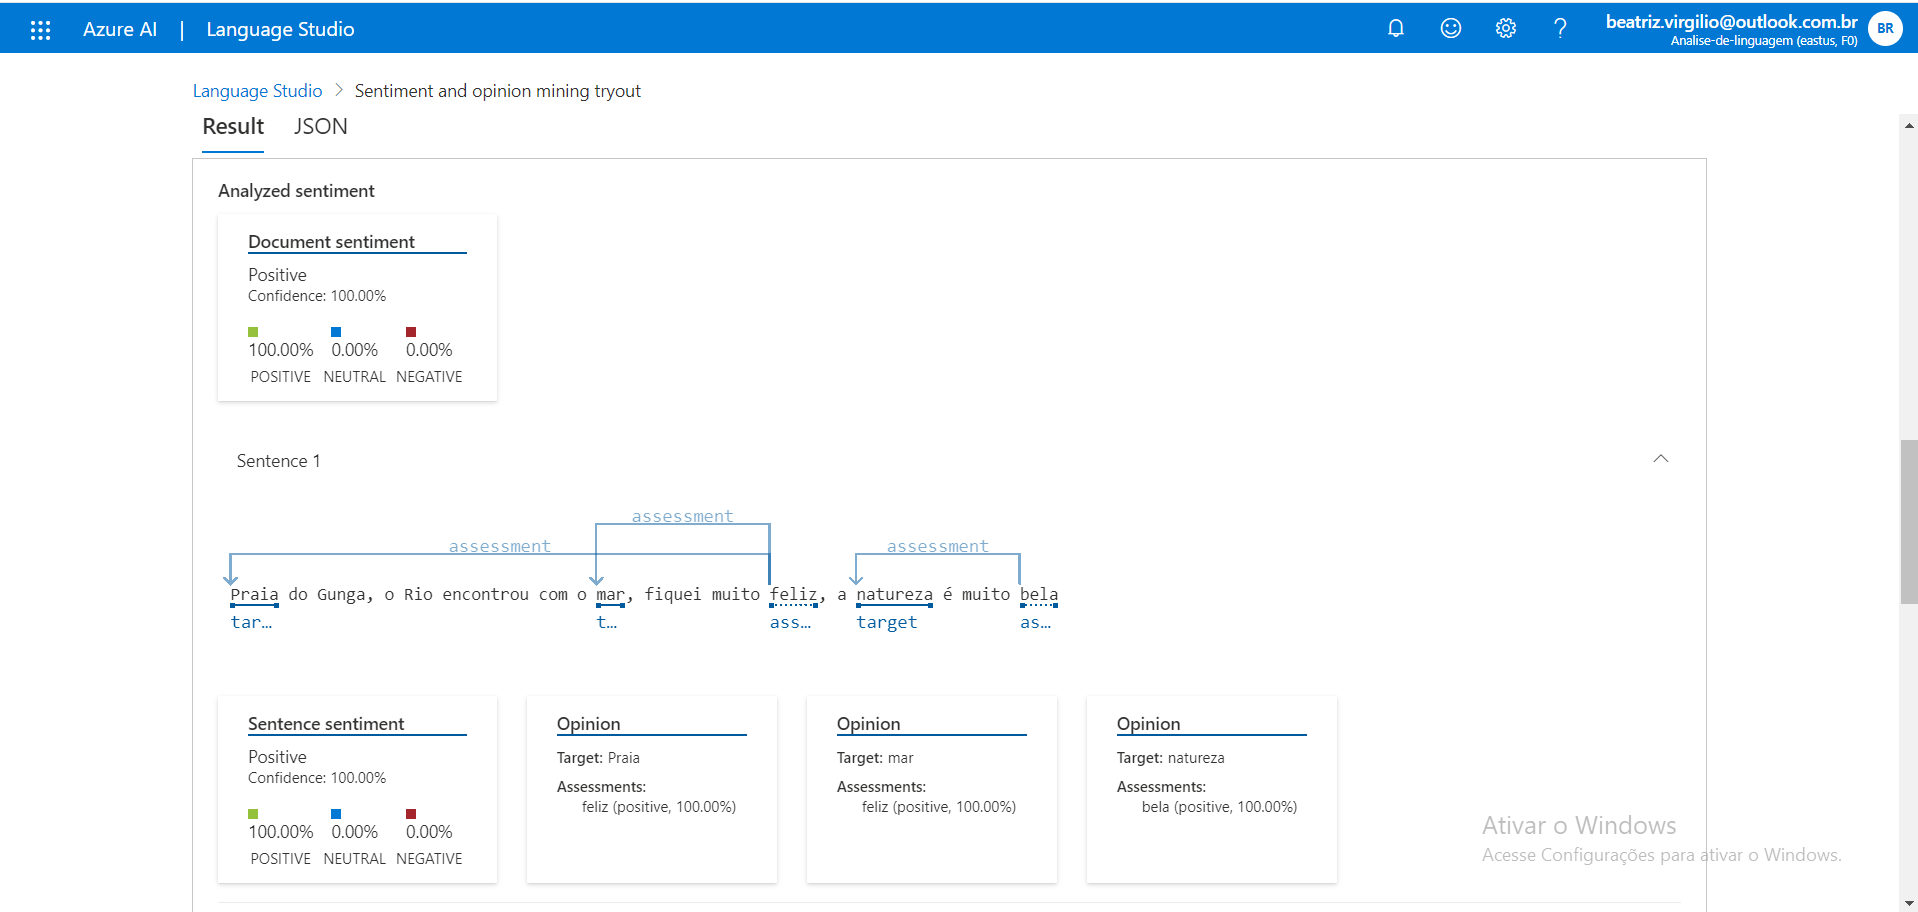 Azure AI | Language Studio
beatriz.virgilio@outlook.com.br
Analise-de-linguagem (eastus, F0)
BR
Language Studio > Sentiment and opinion mining tryout
Result JSON
Analyzed sentiment
Document sentiment
Positive
Confidence: 100.00%
100.00% 0.00% 0.00%
POSITIVE NEUTRAL NEGATIVE
Sentence 1
assessment
assessment assessment
Praia do Gunga, o Rio encontrou com o mar, fiquei muito feliz, a natureza é muito bela
tar... t... ass... target as...
Sentence sentiment
Positive
Confidence: 100.00%
100.00% 0.00% 0.00%
POSITIVE NEUTRAL NEGATIVE
Opinion
Target: Praia
Assessments:
feliz (positive, 100.00%)
Opinion
Target: mar
Assessments:
feliz (positive, 100.00%)
Opinion
Target: natureza
Assessments:
bela (positive, 100.00%)
Ativar o Windows
Acesse Configurações para ativar o Windows.